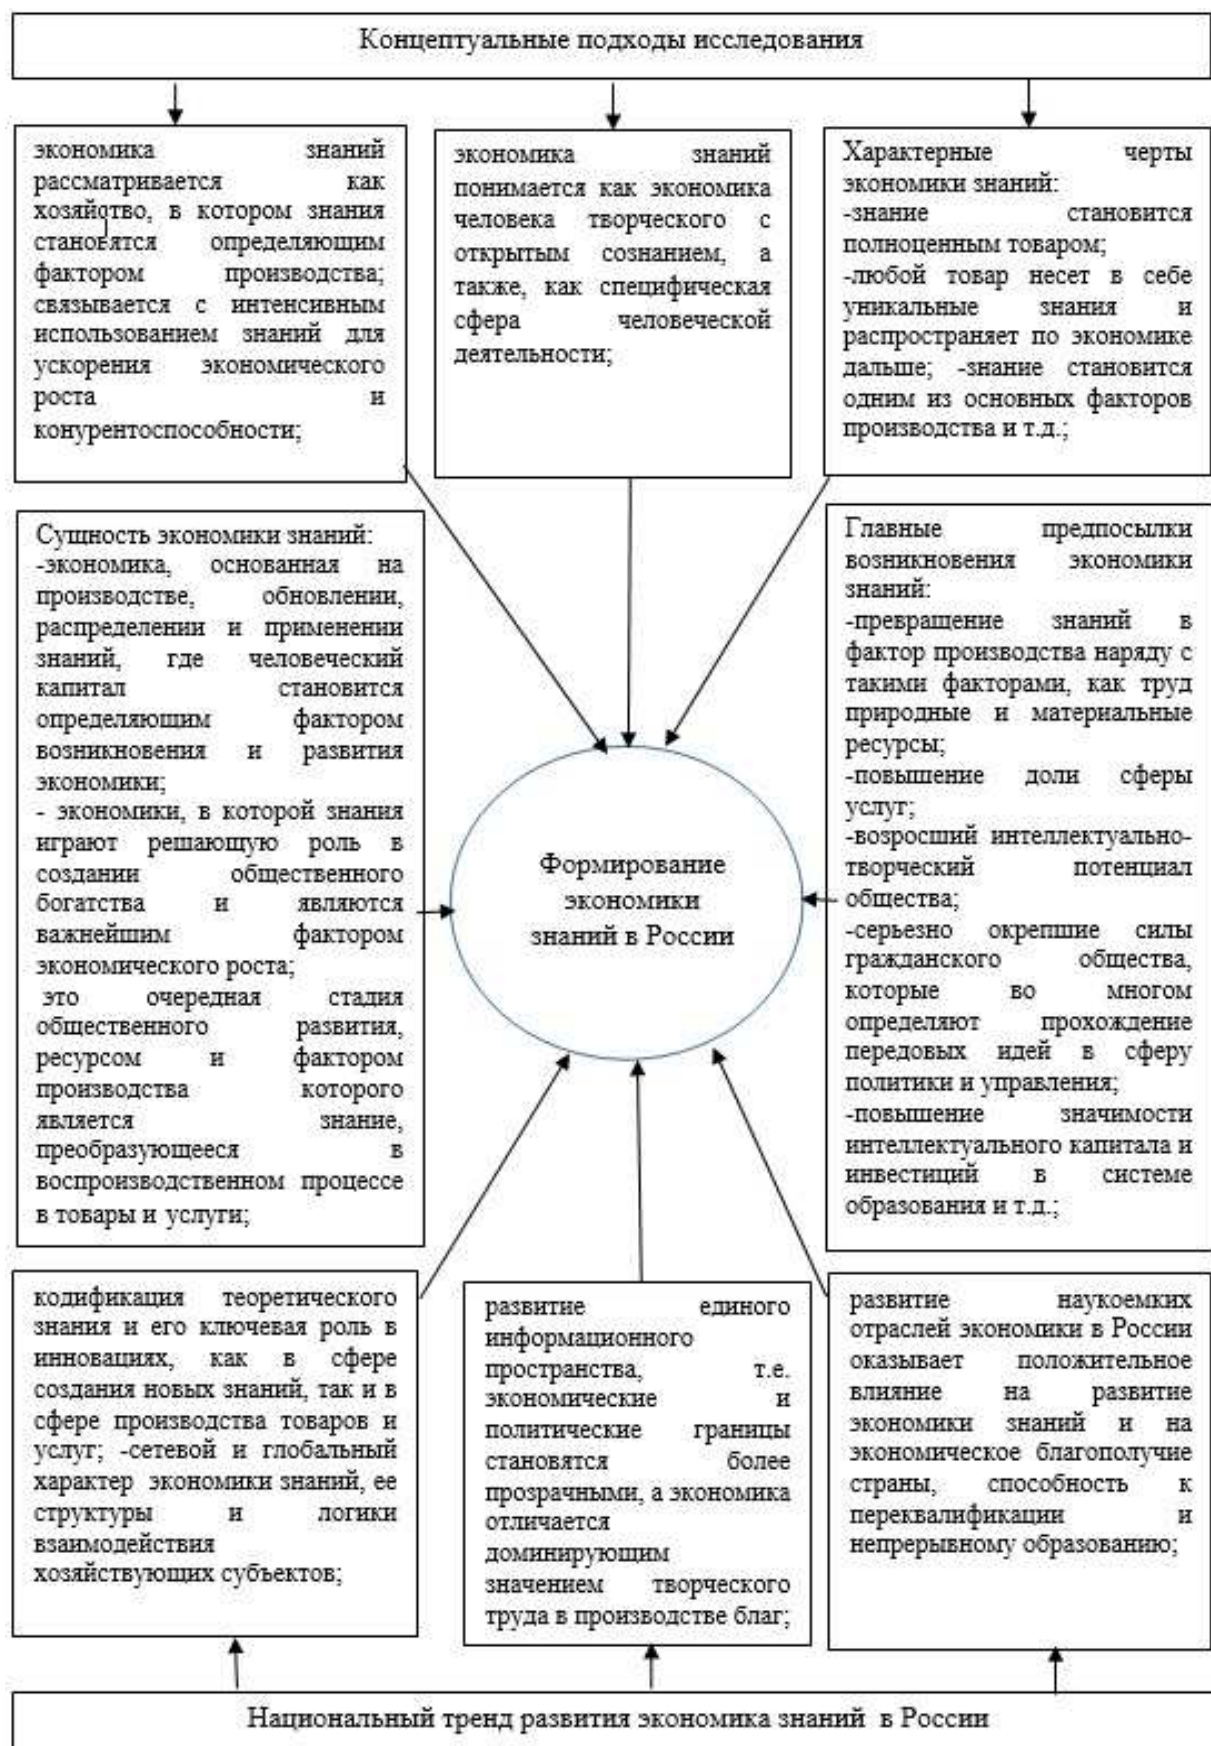 Концептуальные подходы исследования
экономика знаний
рассматривается как
хозяйство, в котором знания
становятся определяющим
фактором производства;
связывается с интенсивным
использованием знаний для
ускорения экономического
роста и
конурентоспособности;
экономика знаний
понимается как экономика
человека творческого с
открытым сознанием, а
также, как специфическая
сфера человеческой
деятельности;
Характерные черты
экономики знаний:
-знание становится
полноценным товаром;
-любой товар несет в себе
уникальные знания и
распространяет по экономике
дальше; -знание становится
одним из основных факторов
производства и т.д.;
Сущность экономики знаний:
-экономика, основанная на
производстве, обновлении,
распределении и применении
знаний, где человеческий
капитал становится
определяющим фактором
возникновения и развития
экономики;
- экономики, в которой знания
играют решающую роль в
создании общественного
богатства и являются
важнейшим фактором
экономического роста;
это очередная стадия
общественного развития,
ресурсом и фактором
производства которого
является знание,
преобразующееся в
воспроизводственном процессе
в товары и услуги;
Формирование
экономики
знаний в России
Главные предпосылки
возникновения экономики
знаний:
-превращение знаний в
фактор производства наряду с
такими факторами, как труд
природные и материальные
ресурсы;
-повышение доли сферы
услуг;
-возросший интеллектуально-
творческий потенциал
общества;
-серьезно окрепшие силы
гражданского общества,
которые во многом
определяют прохождение
передовых идей в сферу
политики и управления;
-повышение значимости
интеллектуального капитала и
инвестиций в системе
образования и т.д.;
кодификация теоретического
знания и его ключевая роль в
инновациях, как в сфере
создания новых знаний, так и в
сфере производства товаров и
услуг; -сетевой и глобальный
характер экономики знаний, ее
структуры и логики
взаимодействия
хозяйствующих субъектов;
развитие единого
информационного
пространства, т.е.
экономические и
политические границы
становятся более
прозрачными, а экономика
отличается
доминирующим
значением творческого
труда в производстве благ;
развитие наукоемких
отраслей экономики в России
оказывает положительное
влияние на развитие
экономики знаний и на
экономическое благополучие
страны, способность к
переквалификации и
непрерывному образованию;
Национальный тренд развития экономика знаний в России